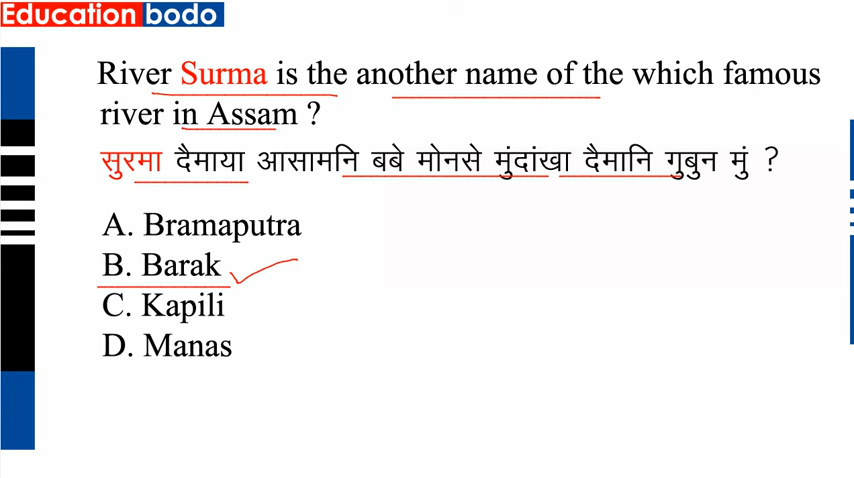 Education bodo
River Surma is the another name of the which famous
river in Assam ?
सुरमा दैमाया आसामनि बबे मोनसे मुंदांखा दैमानि गुबुन मुं ?
A. Bramaputra
B. Barak
C. Kapili
D. Manas